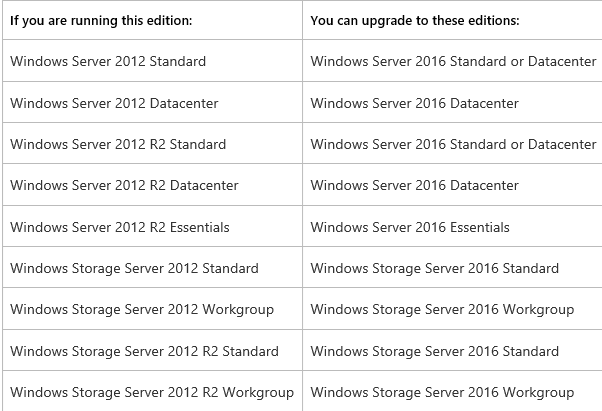 If you are running this edition: You can upgrade to these editions:
Windows Server 2012 Standard Windows Server 2016 Standard or Datacenter
Windows Server 2012 Datacenter Windows Server 2016 Datacenter
Windows Server 2012 R2 Standard Windows Server 2016 Standard or Datacenter
Windows Server 2012 R2 Datacenter Windows Server 2016 Datacenter
Windows Server 2012 R2 Essentials Windows Server 2016 Essentials
Windows Storage Server 2012 Standard Windows Storage Server 2016 Standard
Windows Storage Server 2012 Workgroup Windows Storage Server 2016 Workgroup
Windows Storage Server 2012 R2 Standard Windows Storage Server 2016 Standard
Windows Storage Server 2012 R2 Workgroup Windows Storage Server 2016 Workgroup